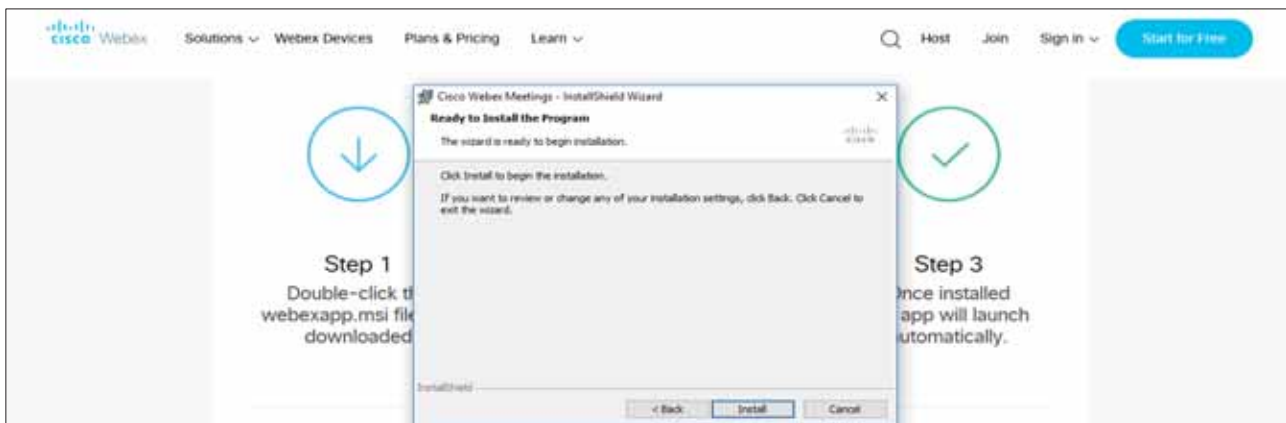 cisco Webex Solutions Webex Devices Plans & Pricing Learn Host Join Sign in Start for Free
Cisco Webex Meetings - InstallShield Wizard
Ready to Install the Program
The wizard is ready to begin installation.
cisco
Click Install to begin the installation.
If you want to review or change any of your installation settings, click Back. Click Cancel to
exit the wizard.
InstallShield
< Back Install Cancel
Step 1
Double-click th
webexapp.msi file
downloaded
Step 3
Once installed
app will launch
utomatically.